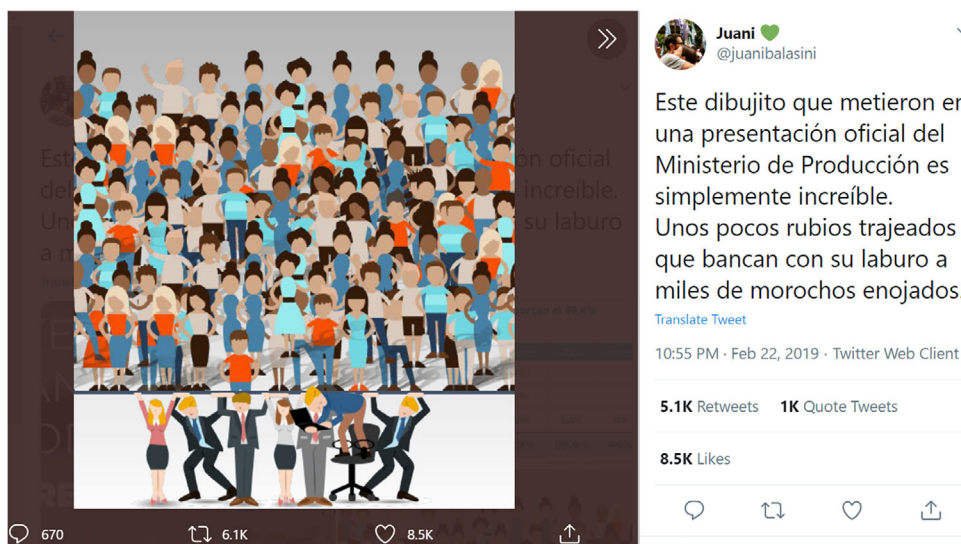 Juani
@juanibalasini
Este dibujito que metieron en
una presentación oficial del
Ministerio de Producción es
simplemente increíble.
Unos pocos rubios trajeados
que bancan con su laburo a
miles de morochos enojados.
Translate Tweet
10:55 PM · Feb 22, 2019 · Twitter Web Client
5.1K Retweets 1K Quote Tweets
8.5K Likes
670 6.1K 8.5K